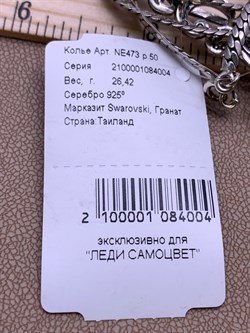 Колье Арт. NE473 р.50
Серия 2100001084004
Вес, г. 26,42
Серебро 925º
Марказит Swarovski, Гранат
Страна:Таиланд
2 100001 084004
эксклюзивно для
"ЛЕДИ САМОЦВЕТ"